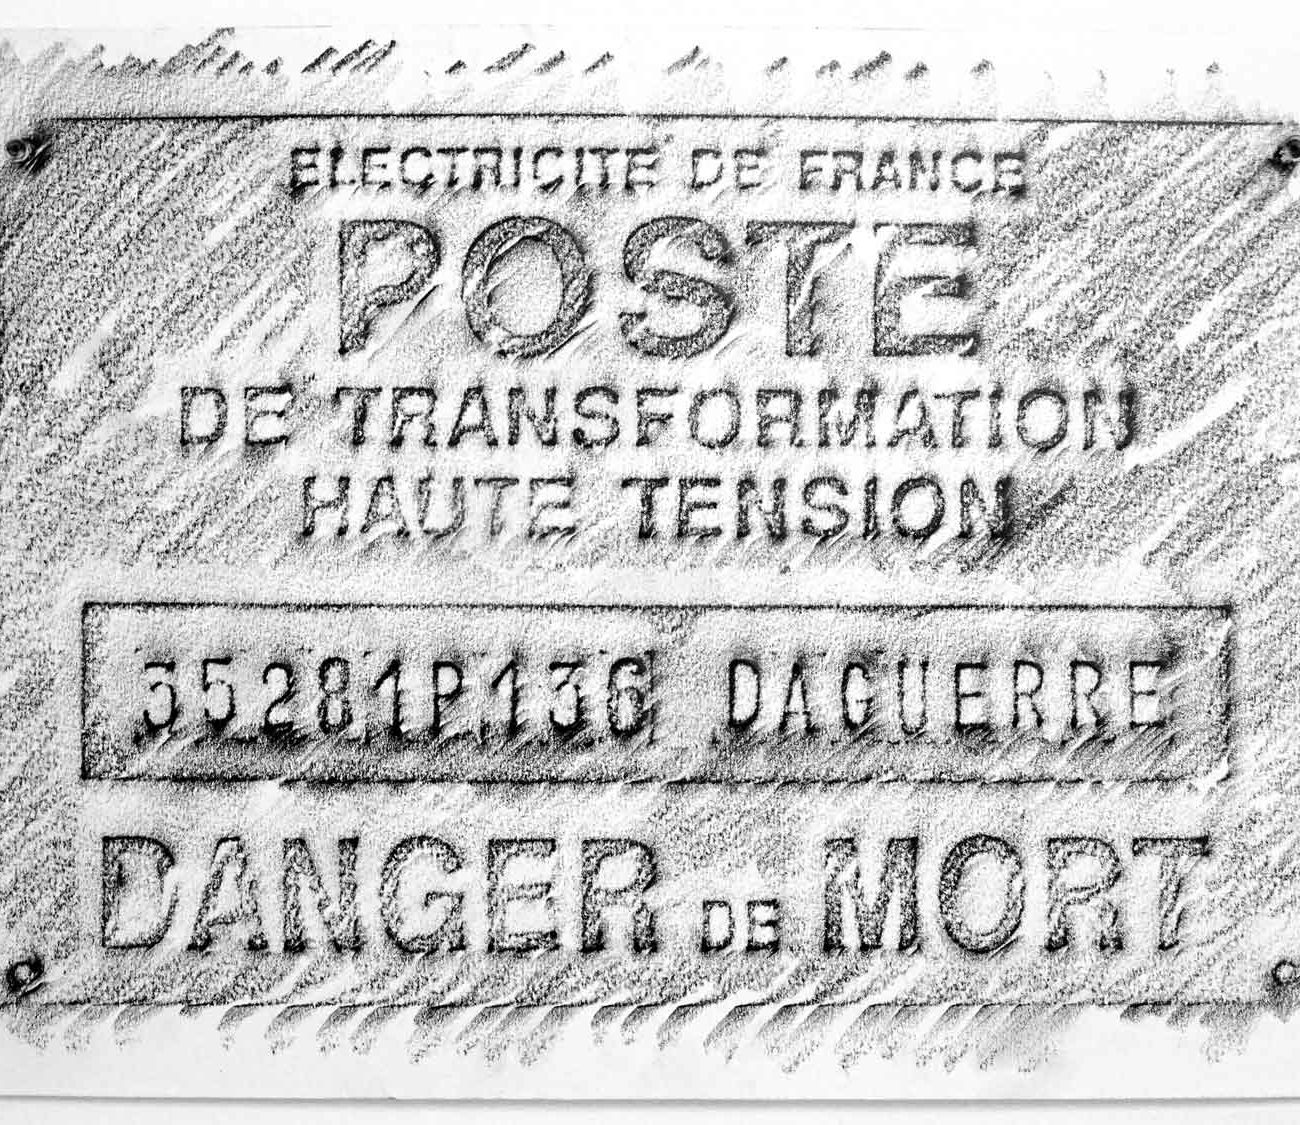 ELECTRICITE DE FRANCE
POSTE
DE TRANSFORMATION
HAUTE TENSION
35281P136 DAGUERRE
DANGER DE MORT